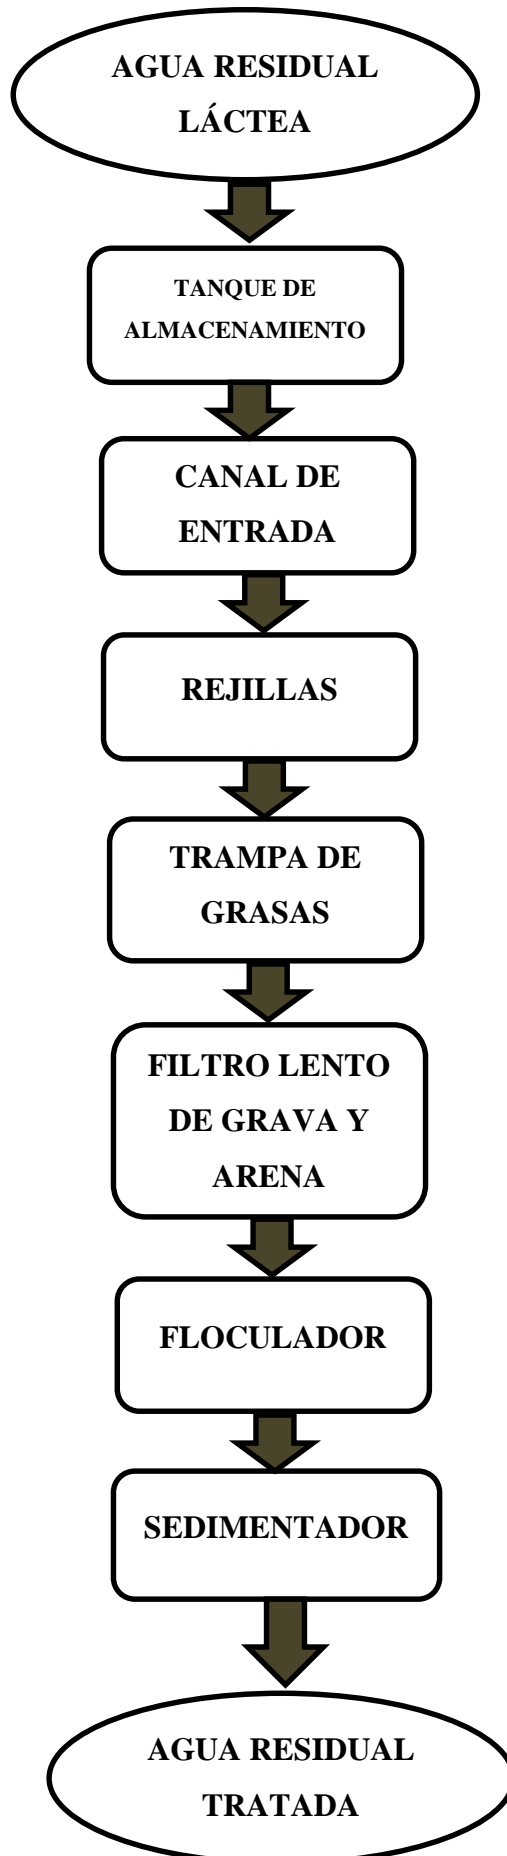 AGUA RESIDUAL
LÁCTEA
TANQUE DE
ALMACENAMIENTO
CANAL DE
ENTRADA
REJILLAS
TRAMPA DE
GRASAS
FILTRO LENTO
DE GRAVA Y
ARENA
FLOCULADOR
SEDIMENTADOR
AGUA RESIDUAL
TRATADA